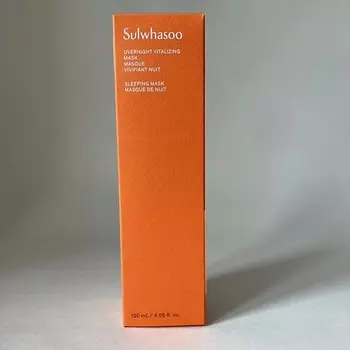 Sulwhasoo
OVERNIGHT VITALIZING
MASK
MASQUE
VIVIFIANT NUIT
SLEEPING MASK
MASQUE DE NUIT
120 mL / 4.05 fl. oz.